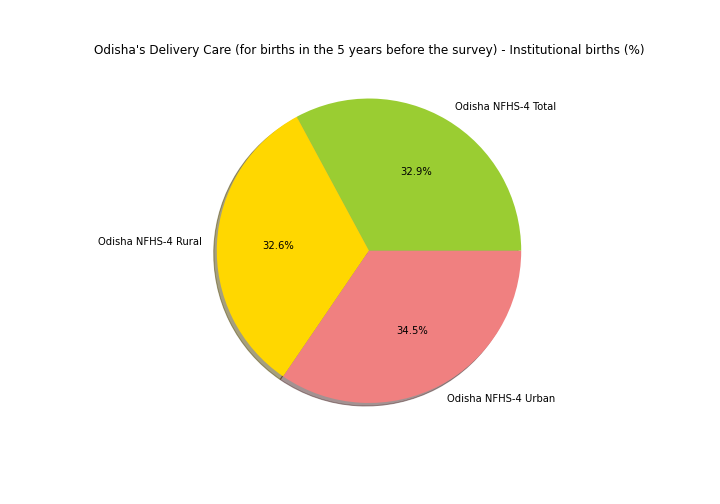 Odisha's Delivery Care (for births in the 5 years before the survey) - Institutional births (%)
Odisha NFHS-4 Total
32.9%
Odisha NFHS-4 Rural
32.6%
34.5%
Odisha NFHS-4 Urban